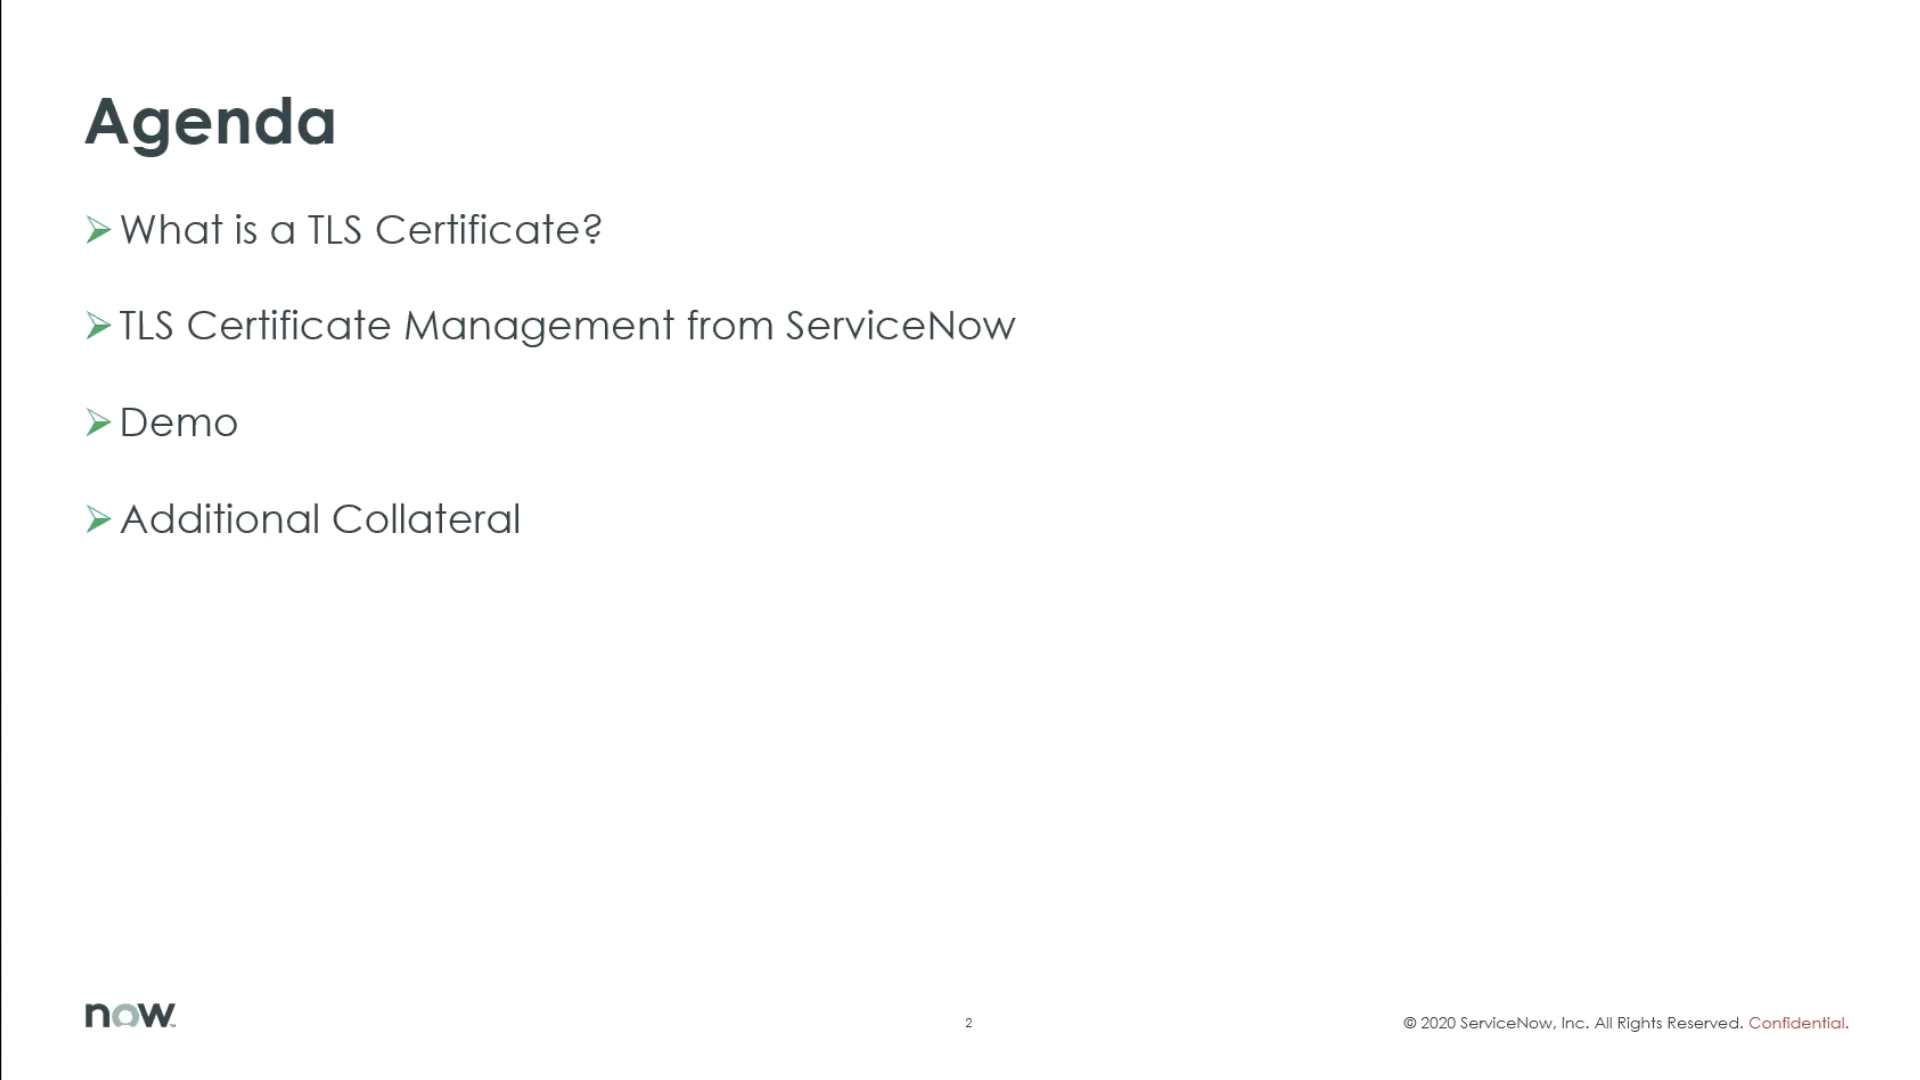 Agenda
What is a TLS Certificate?
TLS Certificate Management from ServiceNow
Demo
Additional Collateral
now™
2
© 2020 ServiceNow, Inc. All Rights Reserved. Confidential.